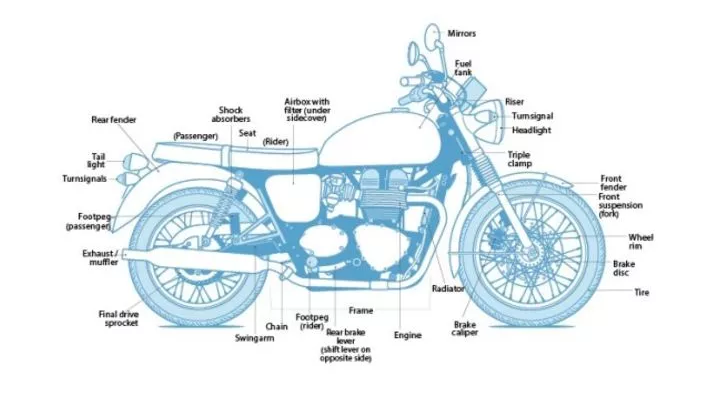 Mirrors
Fuel
tank
Riser
Turnsignal
Headlight
Triple
clamp
Front
fender
Front
suspension
(fork)
Wheel
rim
Brake
disc
Tire
Radiator
Brake
caliper
Engine
Frame
Rear brake
lever
(shift lever on
opposite side)
Footpeg
(rider)
Chain
Swingarm
Final drive
sprocket
Exhaust /
muffler
Footpeg
(passenger)
Turnsignals
Tail
light
Rear fender
(Passenger)
Shock
absorbers
Seat
(Rider)
Airbox with
filter (under
sidecover)